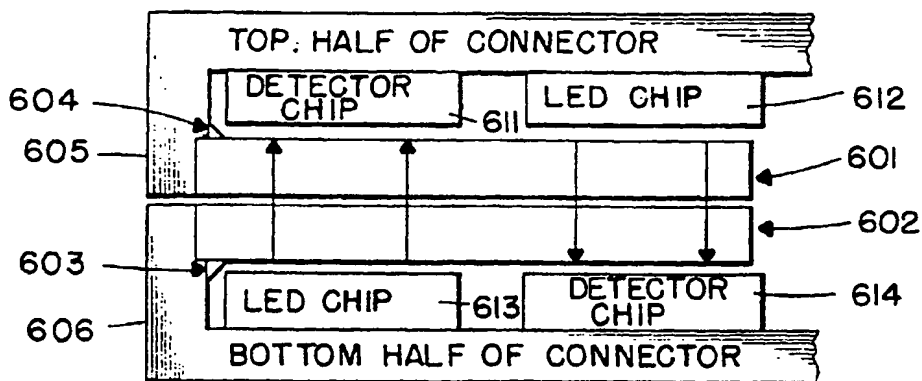 TOP: HALF OF CONNECTOR
604
DETECTOR
CHIP
611
LED CHIP
612
605
601
602
603
LED CHIP
613
DETECTOR
CHIP
614
606
BOTTOM HALF OF CONNECTOR